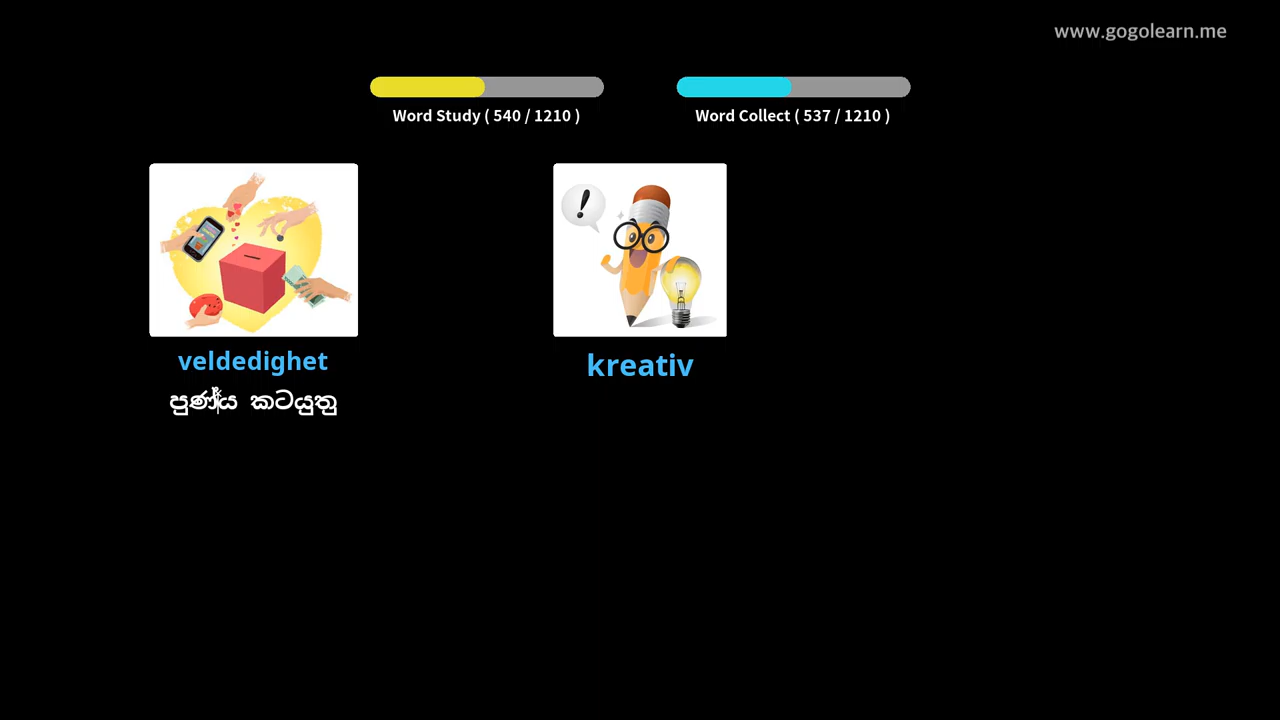 www.gogolearn.me
Word Study ( 540 / 1210 )
Word Collect ( 537 / 1210 )
veldedighet
පුණ්‍ය කටයුතු
kreativ
!